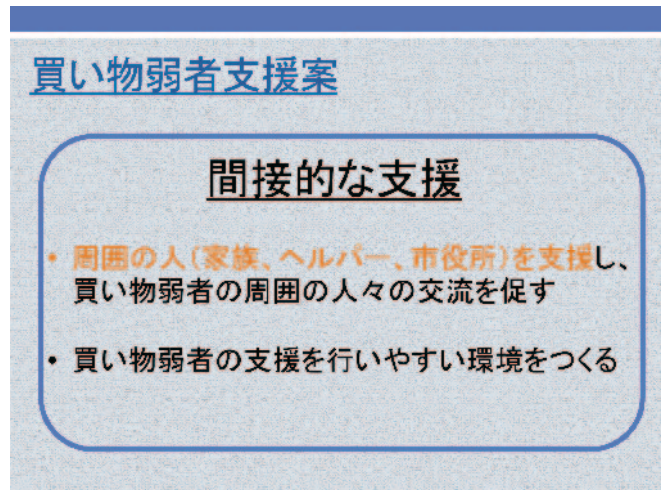 買い物弱者支援案
間接的な支援
• 周囲の人(家族、ヘルパー、市役所)を支援し、
買い物弱者の周囲の人々の交流を促す
• 買い物弱者の支援を行いやすい環境をつくる